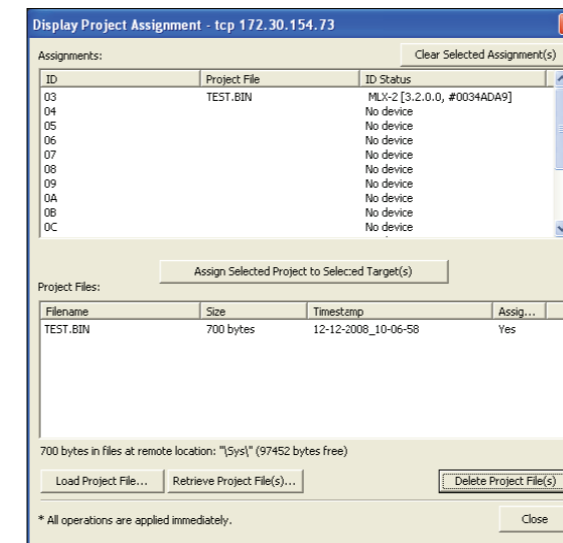 Display Project Assignment - tcp 172.30.154.73
Assignments: Clear Selected Assignment(s)
ID Project File ID Status
03 TEST.BIN MLX-2 [3.2.0.0, #0034ADA9]
04 No device
05 No device
06 No device
07 No device
08 No device
09 No device
0A No device
0B No device
0C No device
Assign Selected Project to Selected Target(s)
Project Files:
Filename Size Timestamp Assig...
TEST.BIN 700 bytes 12-12-2008_10-06-58 Yes
700 bytes in files at remote location: "\Sys\" (97452 bytes free)
Load Project File... Retrieve Project File(s)... Delete Project File(s)
* All operations are applied immediately. Close